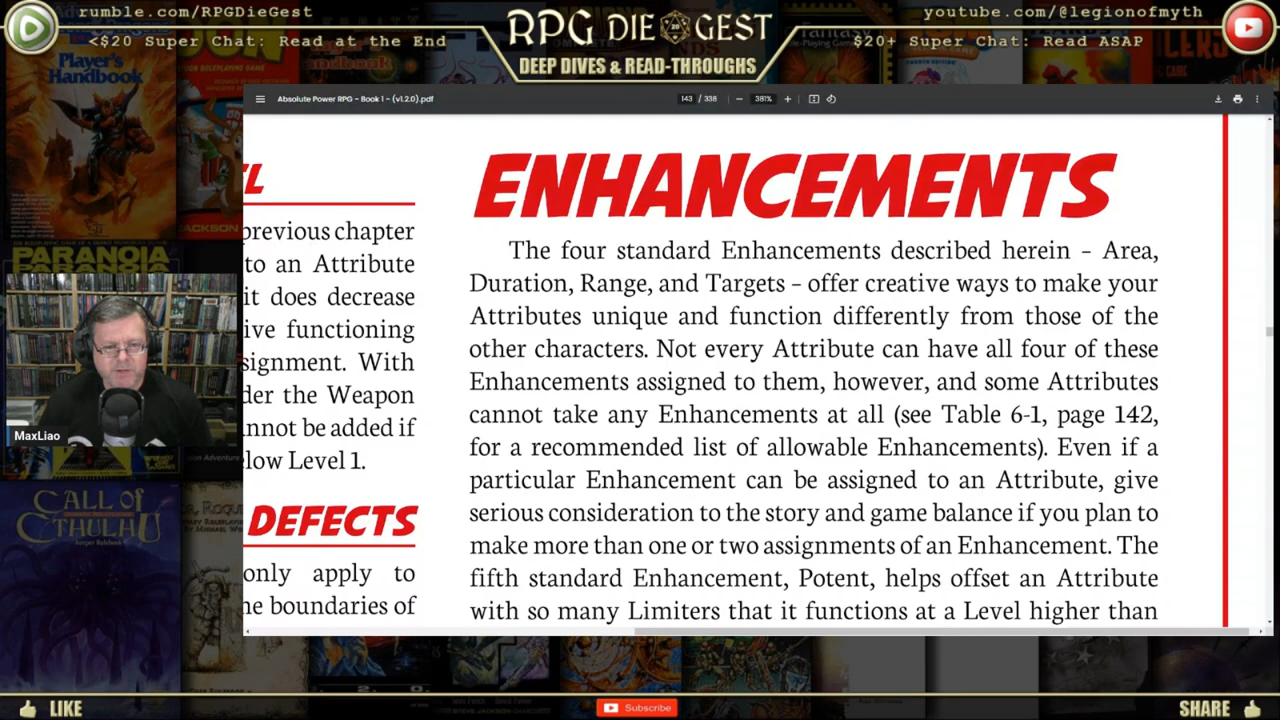 rumble.com/RPGDieGest
<$20 Super Chat: Read at the End
RPG DIE GEST
DEEP DIVES & READ-THROUGHS
youtube.com/@legionofmyth
$20+ Super Chat: Read ASAP
Player's
Handbook
PARANOIA
CALL OF
CTHULHU
MaxLiao
Absolute Power RPG - Book 1 - (v1.2.0).pdf
143 / 338
381%
previous chapter
to an Attribute
it does decrease
ive functioning
signment. With
der the Weapon
nnot be added if
low Level 1.
DEFECTS
only apply to
he boundaries of
ENHANCEMENTS
The four standard Enhancements described herein – Area,
Duration, Range, and Targets – offer creative ways to make your
Attributes unique and function differently from those of the
other characters. Not every Attribute can have all four of these
Enhancements assigned to them, however, and some Attributes
cannot take any Enhancements at all (see Table 6-1, page 142,
for a recommended list of allowable Enhancements). Even if a
particular Enhancement can be assigned to an Attribute, give
serious consideration to the story and game balance if you plan to
make more than one or two assignments of an Enhancement. The
fifth standard Enhancement, Potent, helps offset an Attribute
with so many Limiters that it functions at a Level higher than
LIKE
Subscribe
SHARE